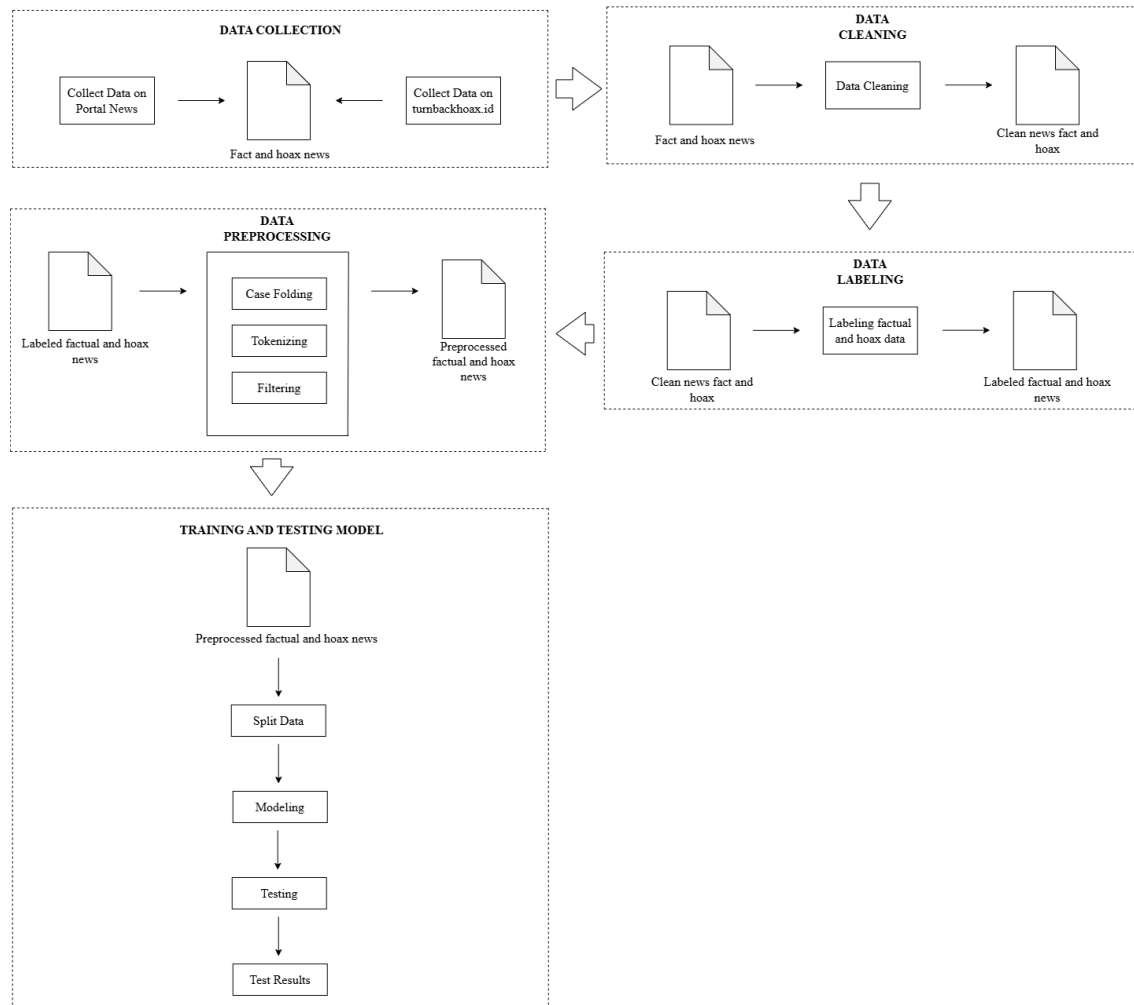 DATA COLLECTION
Collect Data on
Portal News
Collect Data on
turnbackhoax.id
Fact and hoax news
DATA
CLEANING
Fact and hoax news
Data Cleaning
Clean news fact and
hoax
DATA
LABELING
Clean news fact and
hoax
Labeling factual
and hoax data
Labeled factual and hoax
news
DATA
PREPROCESSING
Labeled factual and hoax
news
Case Folding
Tokenizing
Filtering
Preprocessed
factual and hoax
news
TRAINING AND TESTING MODEL
Preprocessed factual and hoax news
Split Data
Modeling
Testing
Test Results